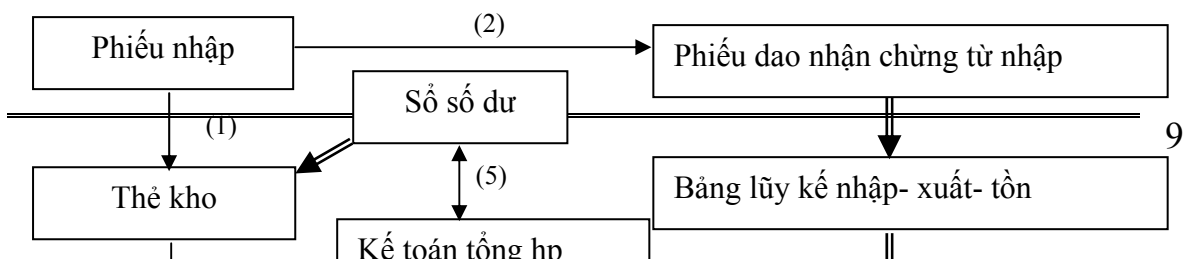 Phiếu nhập
(2)
Phiếu dao nhận chừng từ nhập
Sổ số dư
(1)
9
Thẻ kho
(5)
Bảng lũy kế nhập- xuất- tồn
Kế toán tổng hp